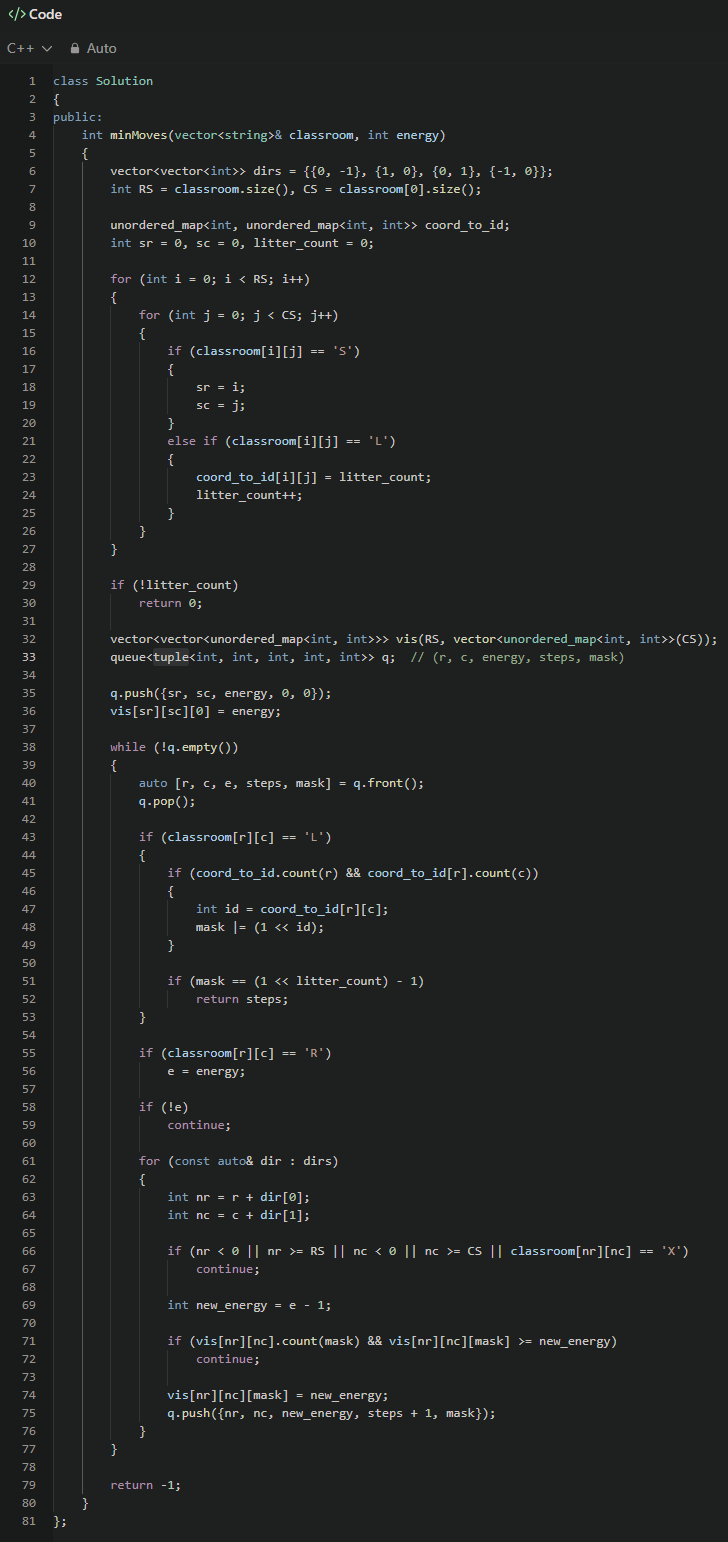 </> Code
C++ Auto
1 class Solution
2 {
3 public:
4     int minMoves(vector<string>& classroom, int energy)
5     {
6         vector<vector<int>> dirs = {{0, -1}, {1, 0}, {0, 1}, {-1, 0}};
7         int RS = classroom.size(), CS = classroom[0].size();
8
9         unordered_map<int, unordered_map<int, int>> coord_to_id;
10         int sr = 0, sc = 0, litter_count = 0;
11
12         for (int i = 0; i < RS; i++)
13         {
14             for (int j = 0; j < CS; j++)
15             {
16                 if (classroom[i][j] == 'S')
17                 {
18                     sr = i;
19                     sc = j;
20                 }
21                 else if (classroom[i][j] == 'L')
22                 {
23                     coord_to_id[i][j] = litter_count;
24                     litter_count++;
25                 }
26             }
27         }
28
29         if (!litter_count)
30             return 0;
31
32         vector<vector<unordered_map<int, int>>> vis(RS, vector<unordered_map<int, int>>(CS));
33         queue<tuple<int, int, int, int, int>> q;  // (r, c, energy, steps, mask)
34
35         q.push({sr, sc, energy, 0, 0});
36         vis[sr][sc][0] = energy;
37
38         while (!q.empty())
39         {
40             auto [r, c, e, steps, mask] = q.front();
41             q.pop();
42
43             if (classroom[r][c] == 'L')
44             {
45                 if (coord_to_id.count(r) && coord_to_id[r].count(c))
46                 {
47                     int id = coord_to_id[r][c];
48                     mask |= (1 << id);
49                 }
50
51                 if (mask == (1 << litter_count) - 1)
52                     return steps;
53             }
54
55             if (classroom[r][c] == 'R')
56                 e = energy;
57
58             if (!e)
59                 continue;
60
61             for (const auto& dir : dirs)
62             {
63                 int nr = r + dir[0];
64                 int nc = c + dir[1];
65
66                 if (nr < 0 || nr >= RS || nc < 0 || nc >= CS || classroom[nr][nc] == 'X')
67                     continue;
68
69                 int new_energy = e - 1;
70
71                 if (vis[nr][nc].count(mask) && vis[nr][nc][mask] >= new_energy)
72                     continue;
73
74                 vis[nr][nc][mask] = new_energy;
75                 q.push({nr, nc, new_energy, steps + 1, mask});
76             }
77         }
78
79         return -1;
80     }
81 };